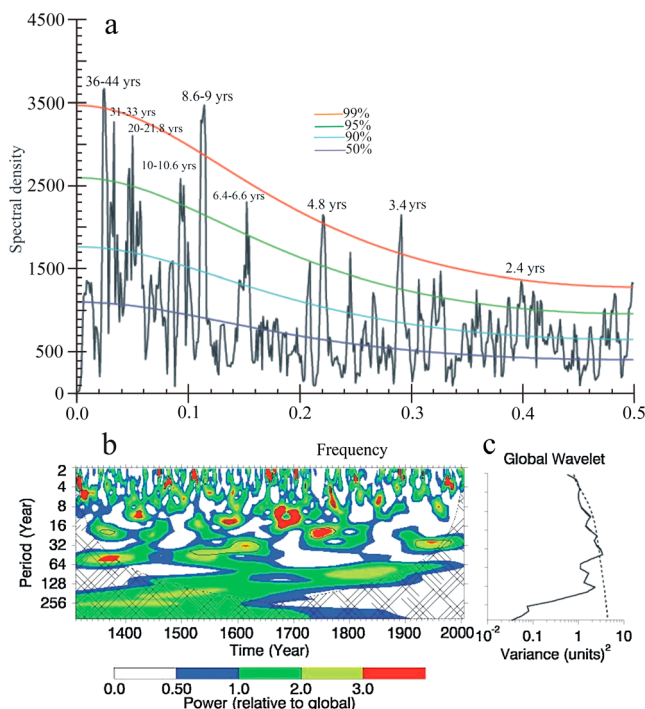 a
4500
3500
2500
1500
500
0
Spectral density
36-44 yrs
31-33 yrs
20-21.8 yrs
10-10.6 yrs
8.6-9 yrs
6.4-6.6 yrs
4.8 yrs
3.4 yrs
2.4 yrs
99%
95%
90%
50%
0.0 0.1 0.2 0.3 0.4 0.5
Frequency
b
2
4
8
16
32
64
128
256
Period (Year)
1400 1500 1600 1700 1800 1900 2000
Time (Year)
0.0 0.50 1.0 2.0 3.0
Power (relative to global)
c
Global Wavelet
10-2 0.1 1 10
Variance (units)2